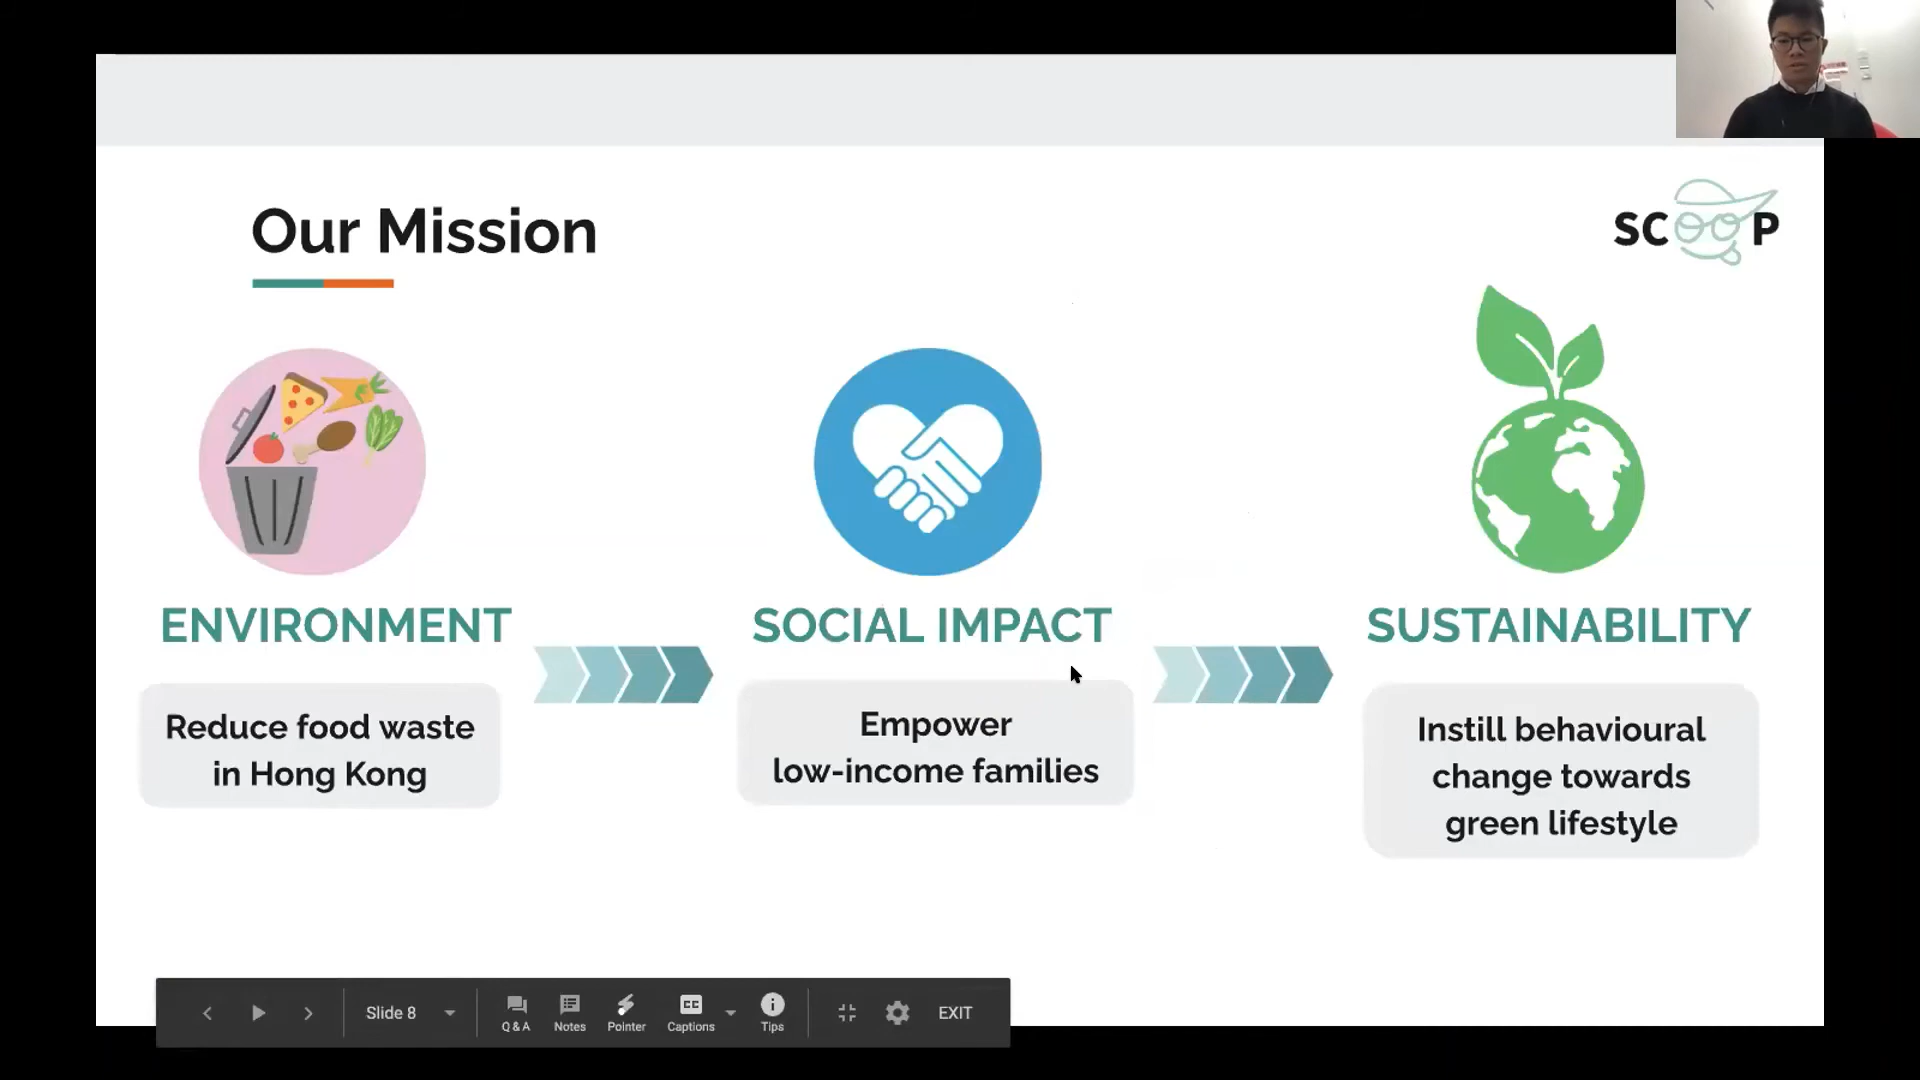 Our Mission
SCOOP
ENVIRONMENT
SOCIAL IMPACT
SUSTAINABILITY
Reduce food waste
in Hong Kong
Empower
low-income families
Instill behavioural
change towards
green lifestyle
Slide 8
Q & A
Notes
Pointer
CC
Captions
Tips
EXIT